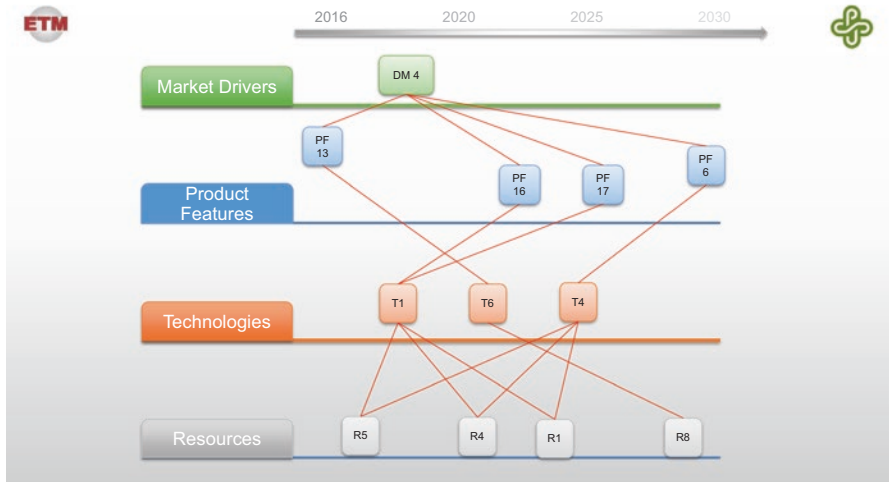 ETM
2016 2020 2025 2030
Market Drivers
DM 4
PF
13
PF
16
PF
17
PF
6
Product
Features
Technologies
T1 T6 T4
Resources
R5 R4 R1 R8